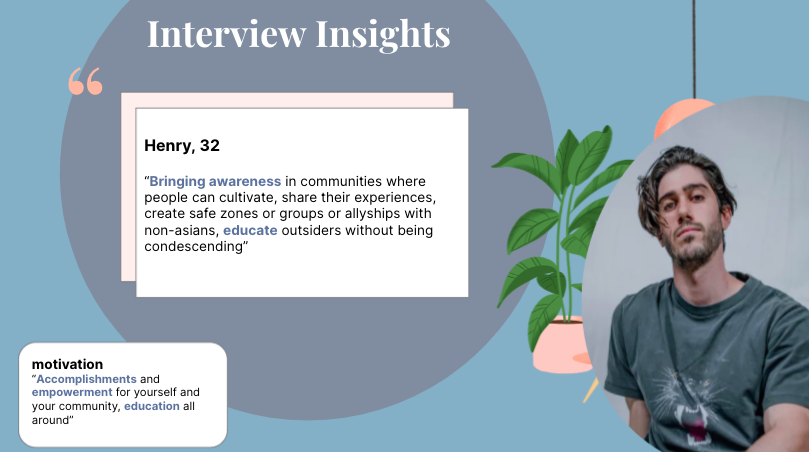 Interview Insights
“
Henry, 32
“Bringing awareness in communities where
people can cultivate, share their experiences,
create safe zones or groups or allyships with
non-asians, educate outsiders without being
condescending”
motivation
“Accomplishments and
empowerment for yourself and
your community, education all
around”